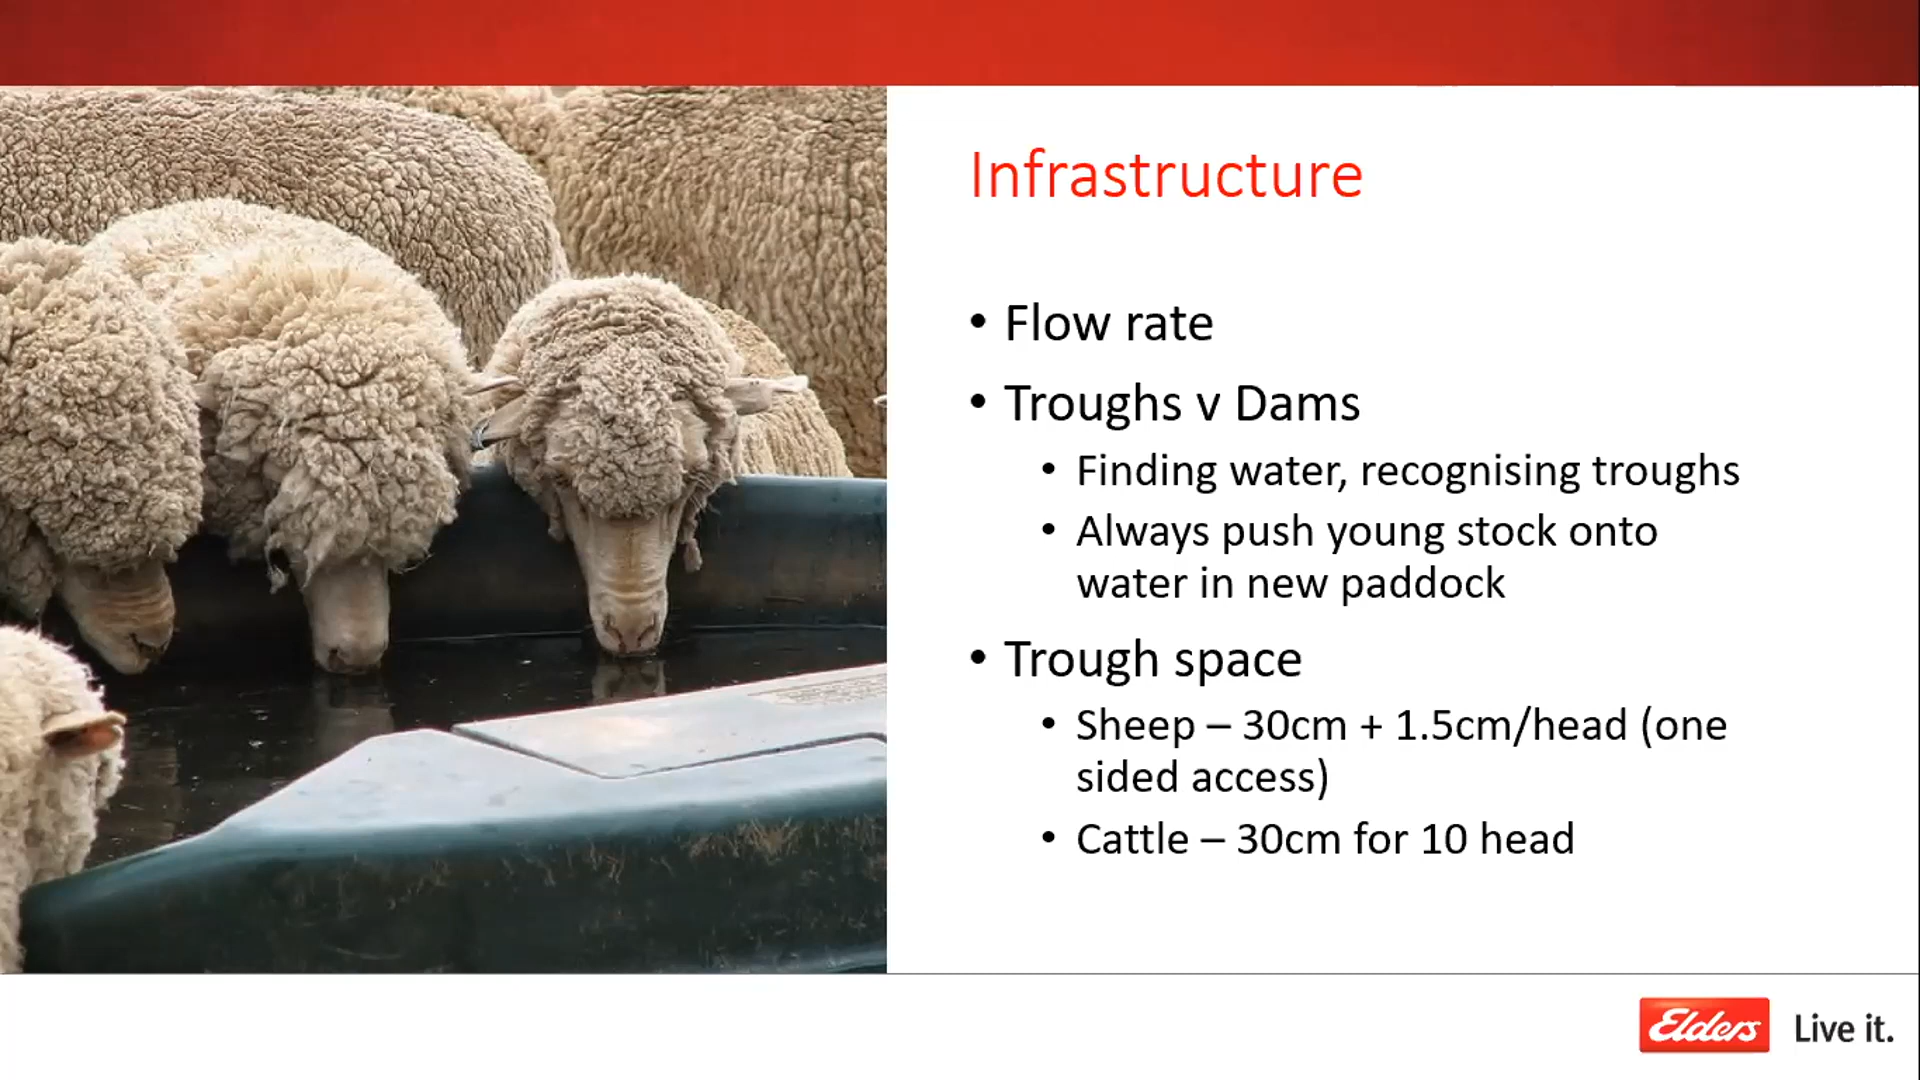 Infrastructure
• Flow rate
• Troughs v Dams
• Finding water, recognising troughs
• Always push young stock onto
water in new paddock
• Trough space
• Sheep – 30cm + 1.5cm/head (one
sided access)
• Cattle – 30cm for 10 head
Elders Live it.